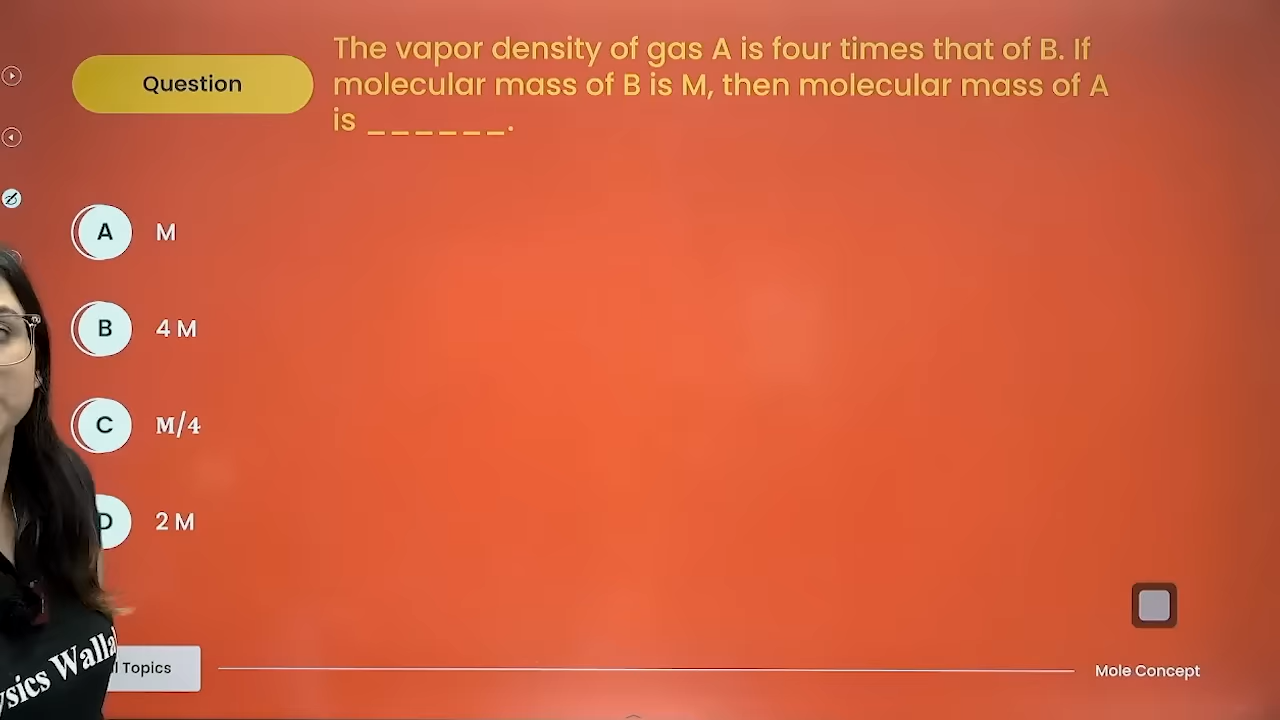 Question
The vapor density of gas A is four times that of B. If
molecular mass of B is M, then molecular mass of A
is ______.
A M
B 4 M
C M/4
D 2 M
Topics
Mole Concept